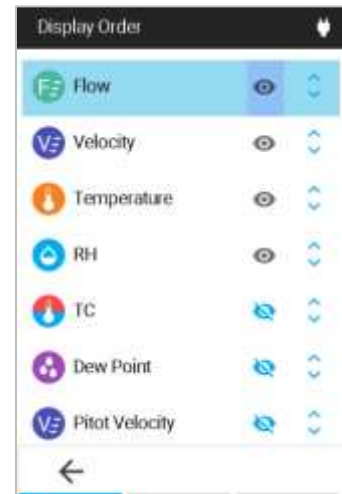 Display Order
Flow
Velocity
Temperature
RH
TC
Dew Point
Pitot Velocity